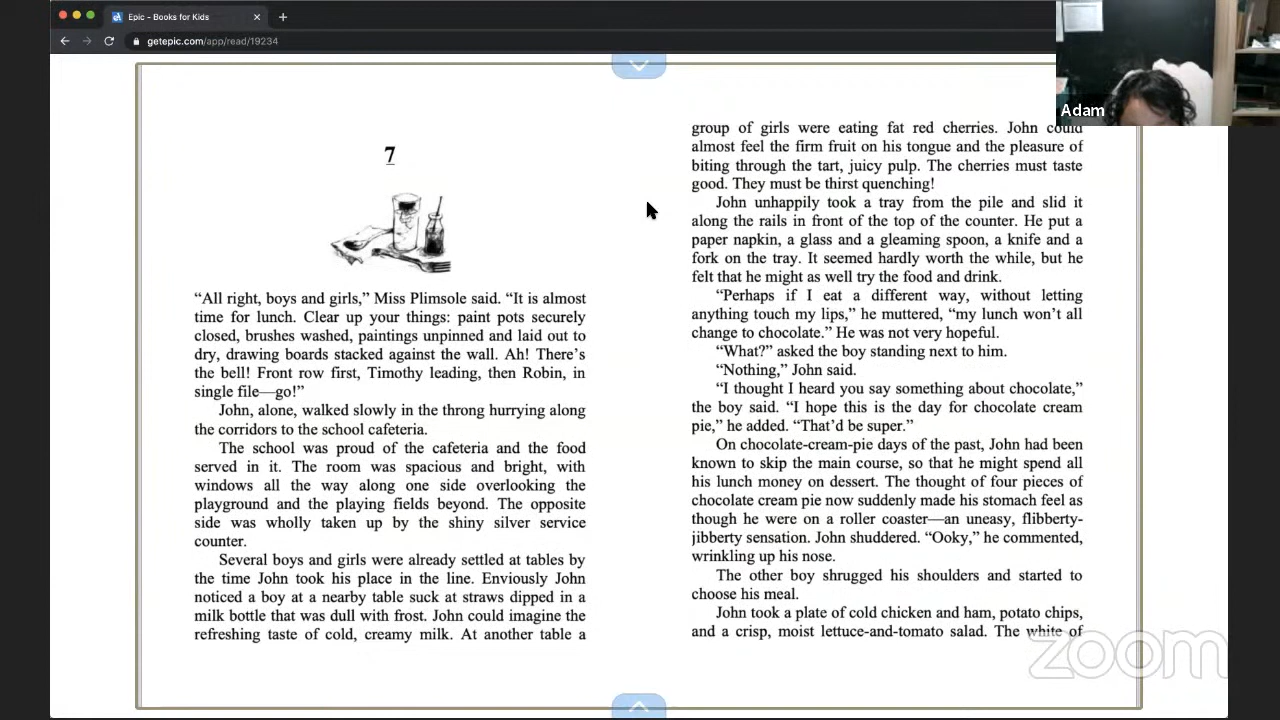 Epic - Books for Kids
getepic.com/app/read/19234
Adam
7
“All right, boys and girls,” Miss Plimsole said. “It is almost
time for lunch. Clear up your things: paint pots securely
closed, brushes washed, paintings unpinned and laid out to
dry, drawing boards stacked against the wall. Ah! There’s
the bell! Front row first, Timothy leading, then Robin, in
single file—go!”
John, alone, walked slowly in the throng hurrying along
the corridors to the school cafeteria.
The school was proud of the cafeteria and the food
served in it. The room was spacious and bright, with
windows all the way along one side overlooking the
playground and the playing fields beyond. The opposite
side was wholly taken up by the shiny silver service
counter.
Several boys and girls were already settled at tables by
the time John took his place in the line. Enviously John
noticed a boy at a nearby table suck at straws dipped in a
milk bottle that was dull with frost. John could imagine the
refreshing taste of cold, creamy milk. At another table a
group of girls were eating fat red cherries. John could
almost feel the firm fruit on his tongue and the pleasure of
biting through the tart, juicy pulp. The cherries must taste
good. They must be thirst quenching!
John unhappily took a tray from the pile and slid it
along the rails in front of the top of the counter. He put a
paper napkin, a glass and a gleaming spoon, a knife and a
fork on the tray. It seemed hardly worth the while, but he
felt that he might as well try the food and drink.
“Perhaps if I eat a different way, without letting
anything touch my lips,” he muttered, “my lunch won’t all
change to chocolate.” He was not very hopeful.
“What?” asked the boy standing next to him.
“Nothing,” John said.
“I thought I heard you say something about chocolate,”
the boy said. “I hope this is the day for chocolate cream
pie,” he added. “That’d be super.”
On chocolate-cream-pie days of the past, John had been
known to skip the main course, so that he might spend all
his lunch money on dessert. The thought of four pieces of
chocolate cream pie now suddenly made his stomach feel as
though he were on a roller coaster—an uneasy, flibberty-
jibberty sensation. John shuddered. “Ooky,” he commented,
wrinkling up his nose.
The other boy shrugged his shoulders and started to
choose his meal.
John took a plate of cold chicken and ham, potato chips,
and a crisp, moist lettuce-and-tomato salad. The white of
zoom